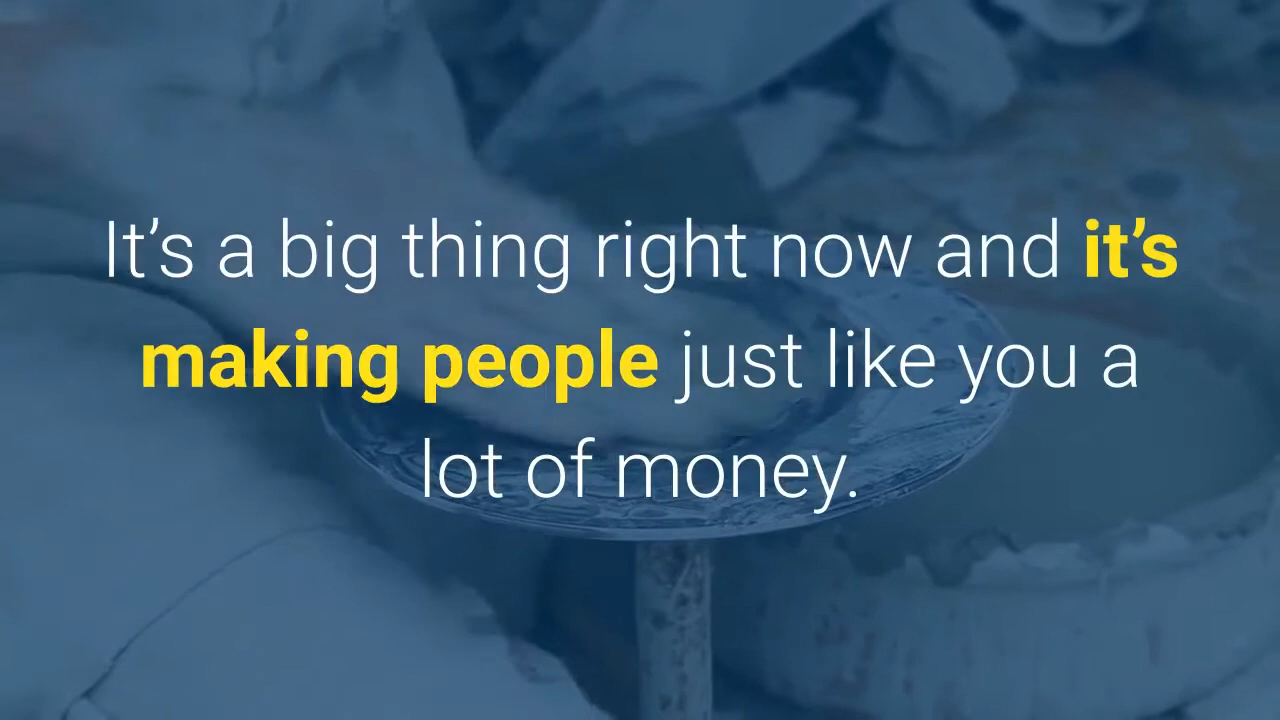 It’s a big thing right now and it’s
making people just like you a
lot of money.